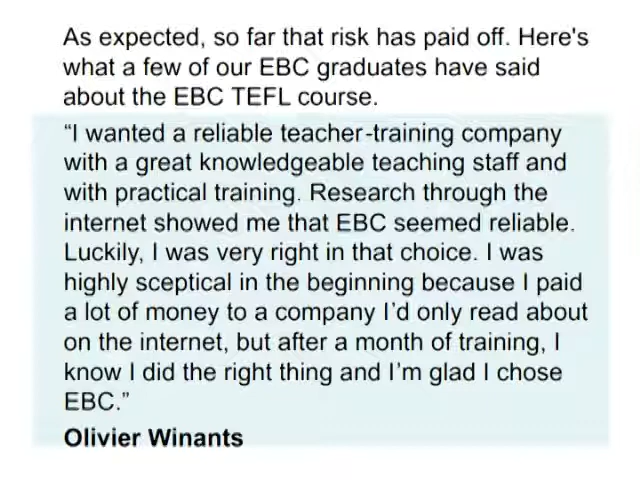 As expected, so far that risk has paid off. Here's
what a few of our EBC graduates have said
about the EBC TEFL course.
“I wanted a reliable teacher-training company
with a great knowledgeable teaching staff and
with practical training. Research through the
internet showed me that EBC seemed reliable.
Luckily, I was very right in that choice. I was
highly sceptical in the beginning because I paid
a lot of money to a company I’d only read about
on the internet, but after a month of training, I
know I did the right thing and I’m glad I chose
EBC.”
Olivier Winants